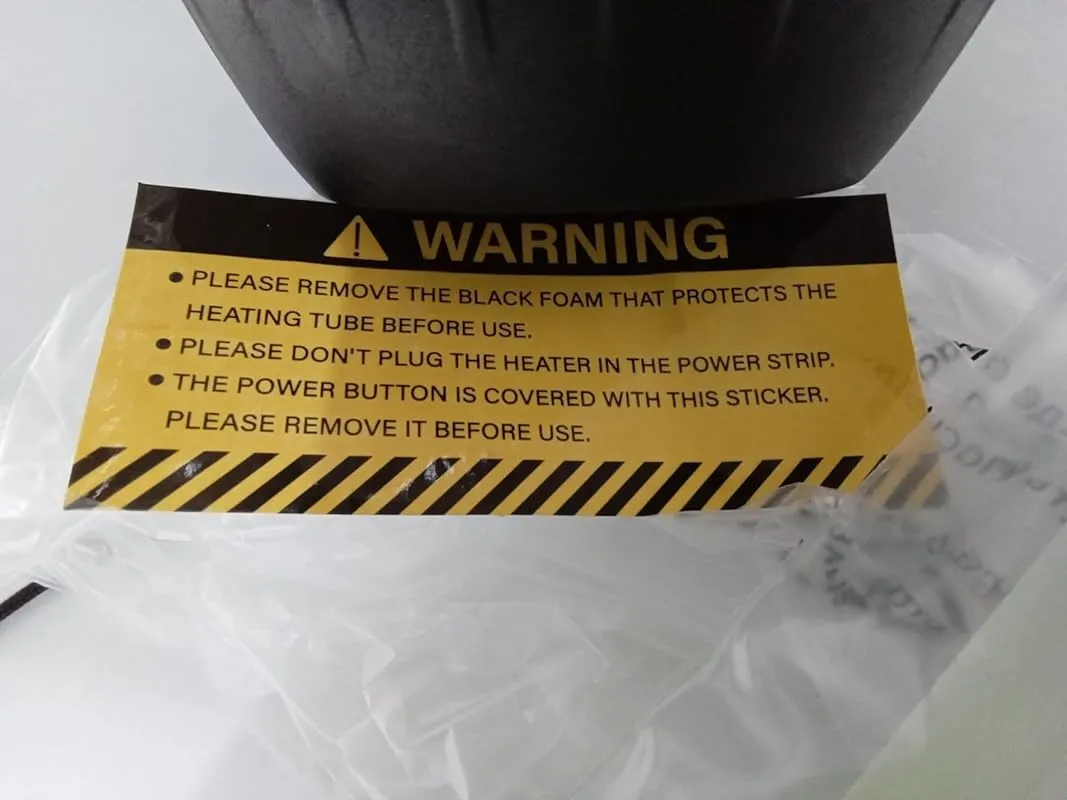 WARNING
● PLEASE REMOVE THE BLACK FOAM THAT PROTECTS THE
HEATING TUBE BEFORE USE.
● PLEASE DON'T PLUG THE HEATER IN THE POWER STRIP.
● THE POWER BUTTON IS COVERED WITH THIS STICKER.
PLEASE REMOVE IT BEFORE USE.